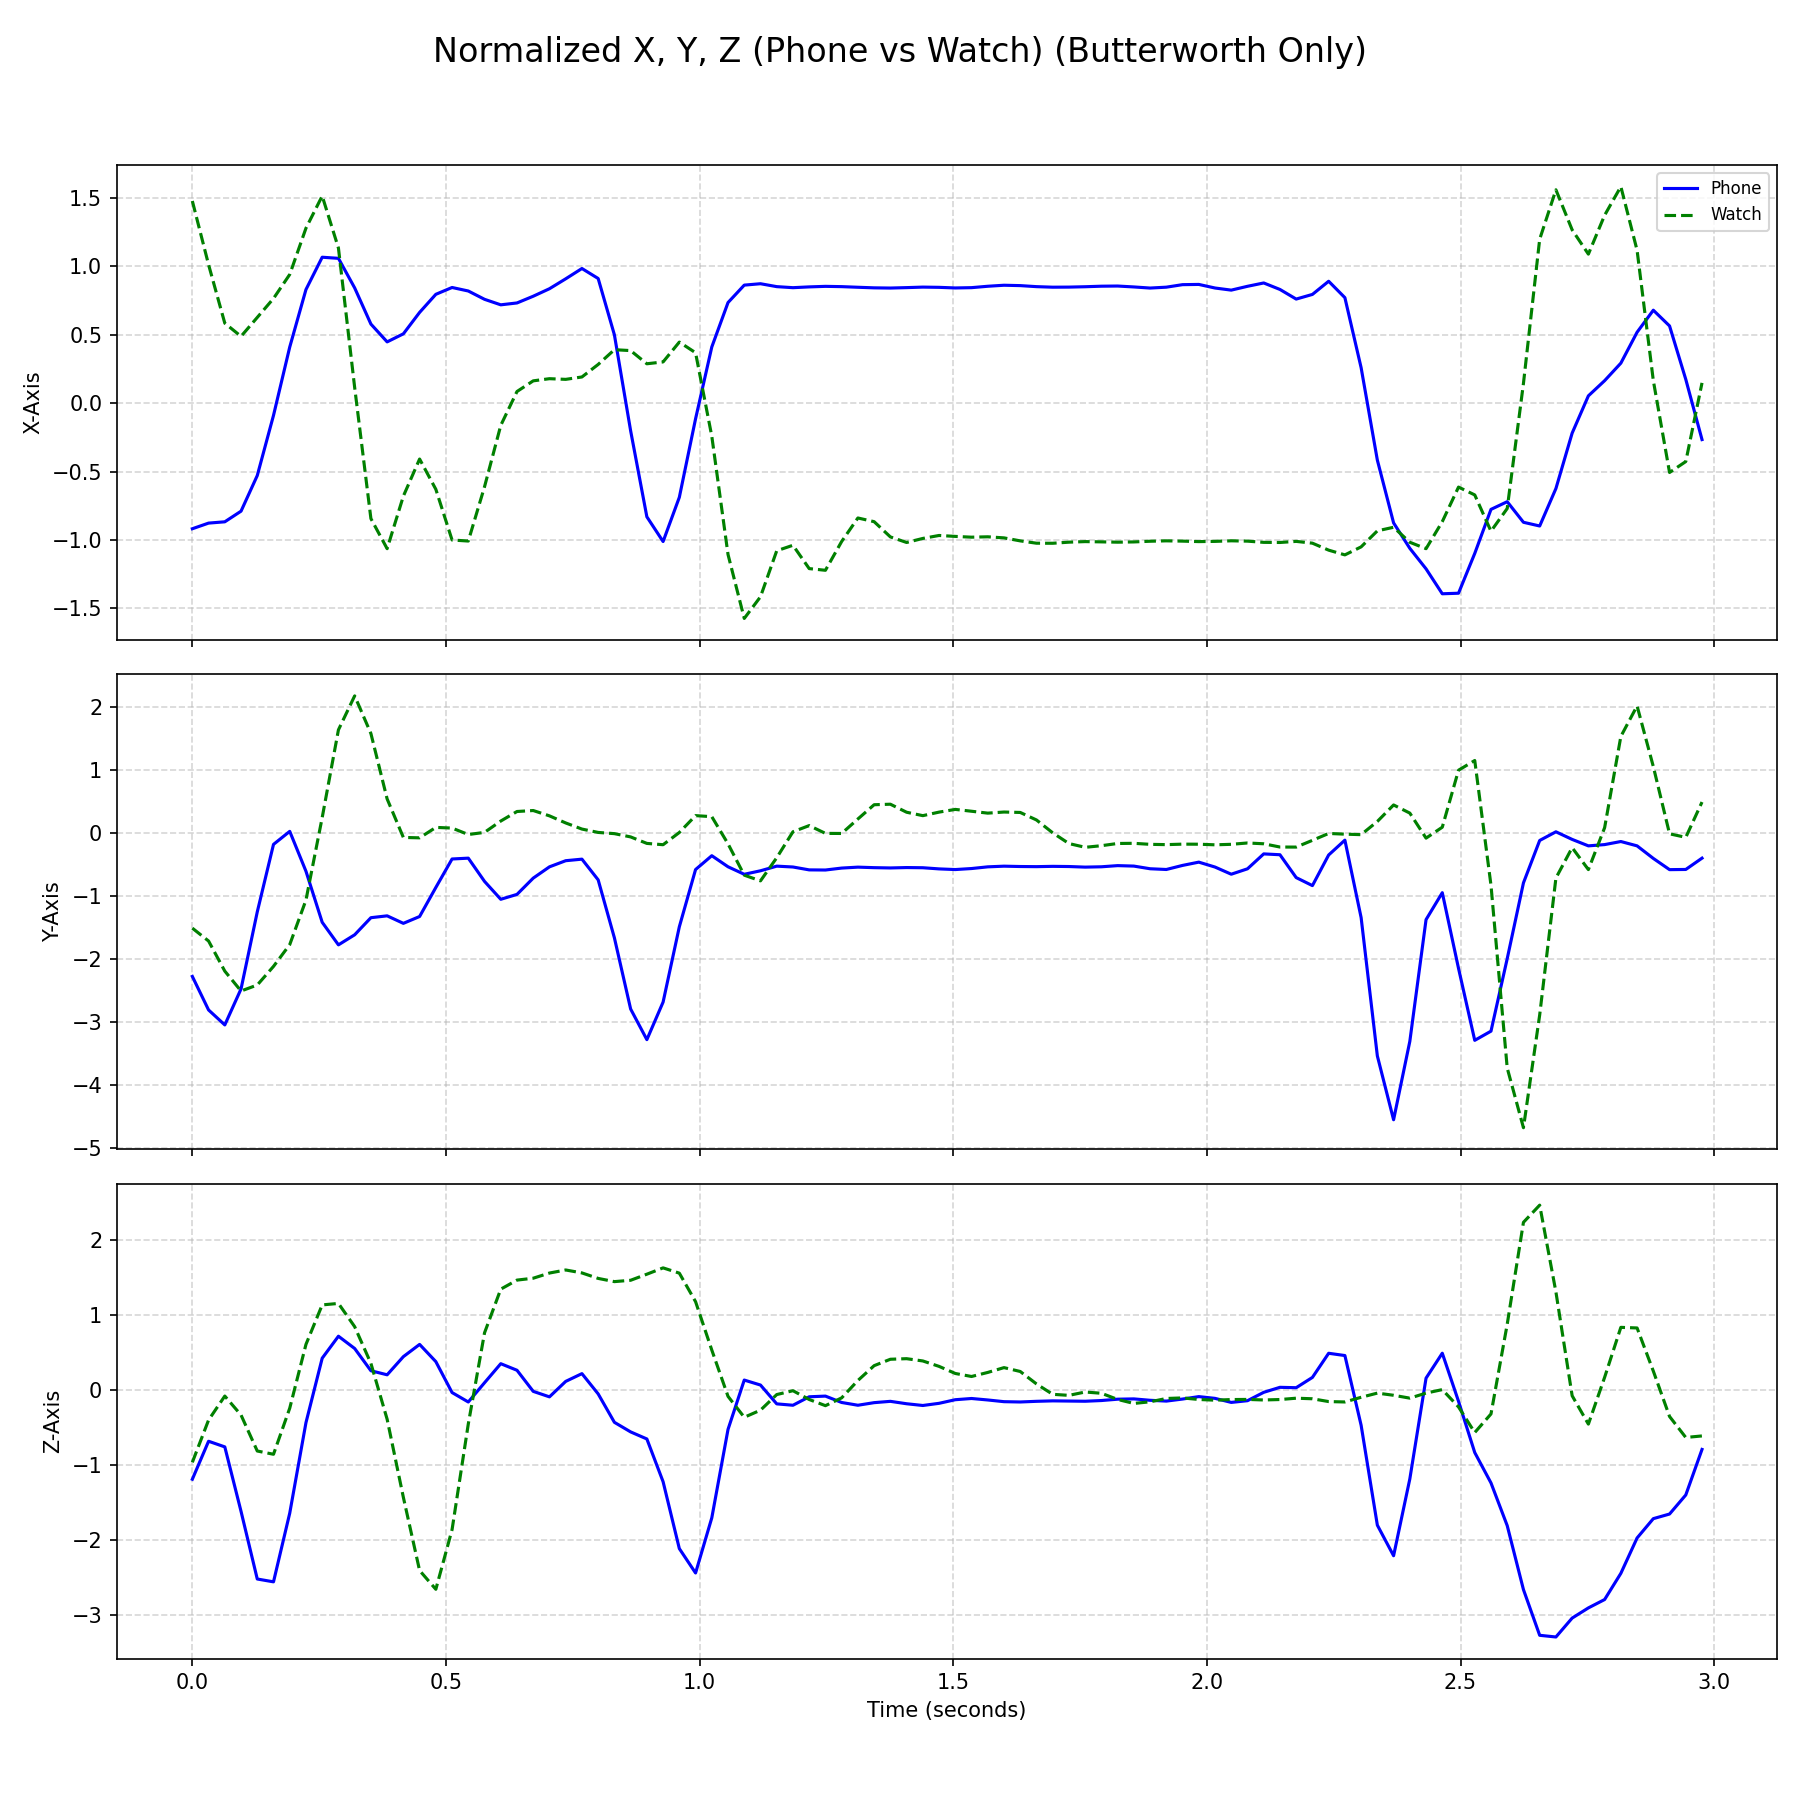 Normalized X, Y, Z (Phone vs Watch) (Butterworth Only)
Phone
Watch
X-Axis
1.5
1.0
0.5
0.0
−0.5
−1.0
−1.5
Y-Axis
2
1
0
−1
−2
−3
−4
−5
Z-Axis
2
1
0
−1
−2
−3
0.0 0.5 1.0 1.5 2.0 2.5 3.0
Time (seconds)